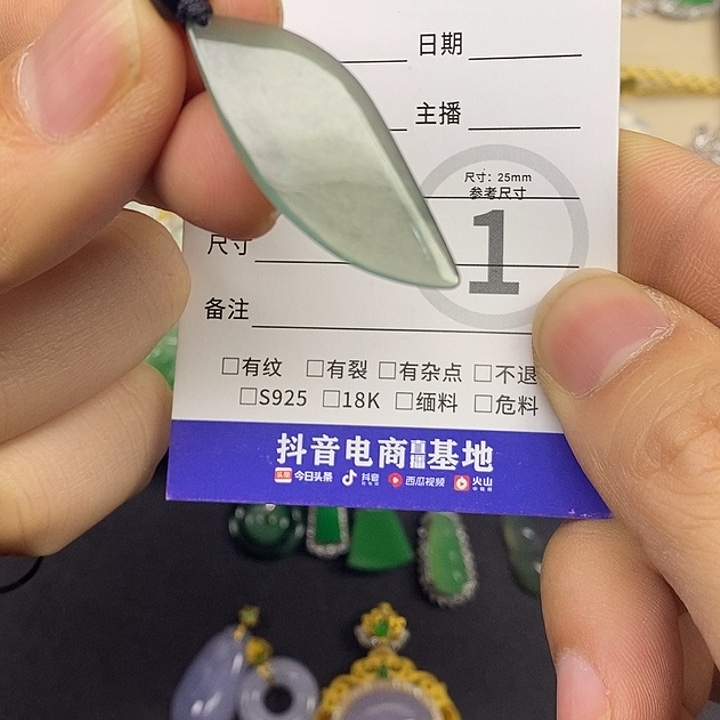 日期
主播
尺寸：25mm
参考尺寸
1
尺寸
备注
□有纹 □有裂 □有杂点 □不退
□S925 □18K □缅料 □危料
抖音电商直播基地
头条 今日头条 抖音 西瓜视频 火山